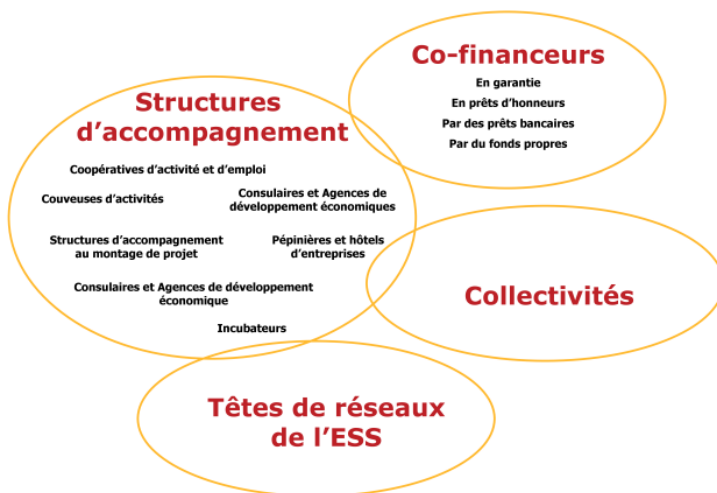 Co-financeurs
En garantie
En prêts d'honneurs
Par des prêts bancaires
Par du fonds propres
Structures
d'accompagnement
Coopératives d'activité et d'emploi
Couveuses d'activités
Consulaires et Agences de
développement économiques
Structures d'accompagnement
au montage de projet
Pépinières et hôtels
d'entreprises
Consulaires et Agences de développement
économique
Incubateurs
Collectivités
Têtes de réseaux
de l'ESS